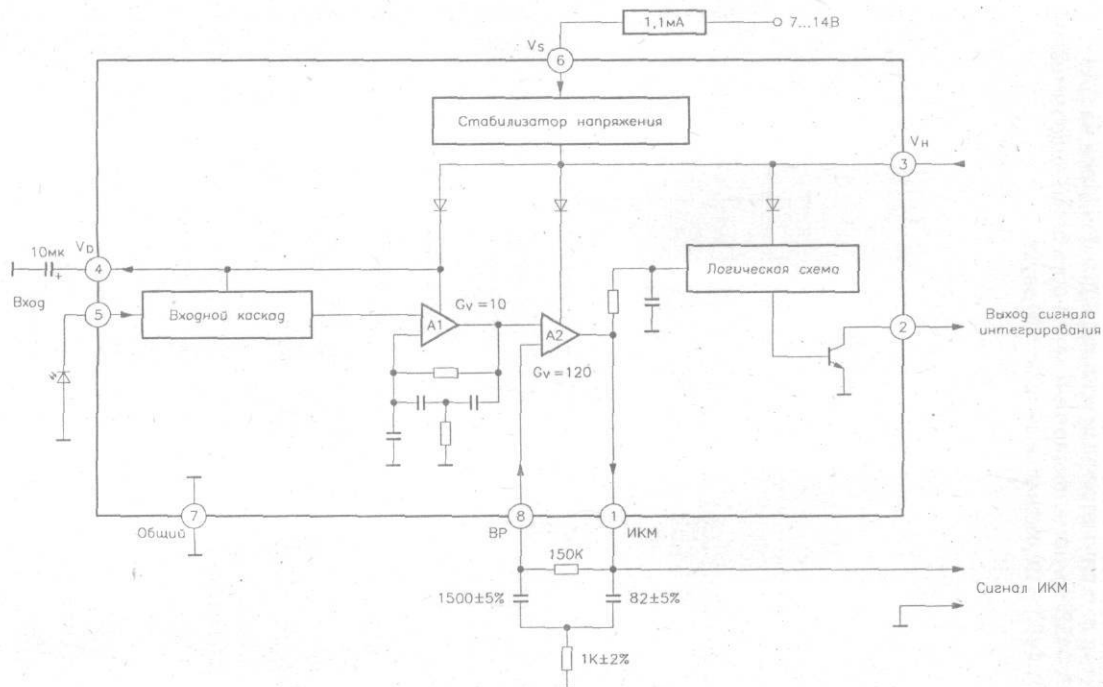 1,1мА
7...14В
Vs
6
Стабилизатор напряжения
VH
3
10мк
+
VD
4
Вход
5
Входной каскад
A1
Gv=10
A2
Gv=120
Логическая схема
2
Выход сигнала
интегрирования
7
Общий
8
BP
1
ИКМ
150К
1500±5%
82±5%
Сигнал ИКМ
1К±2%